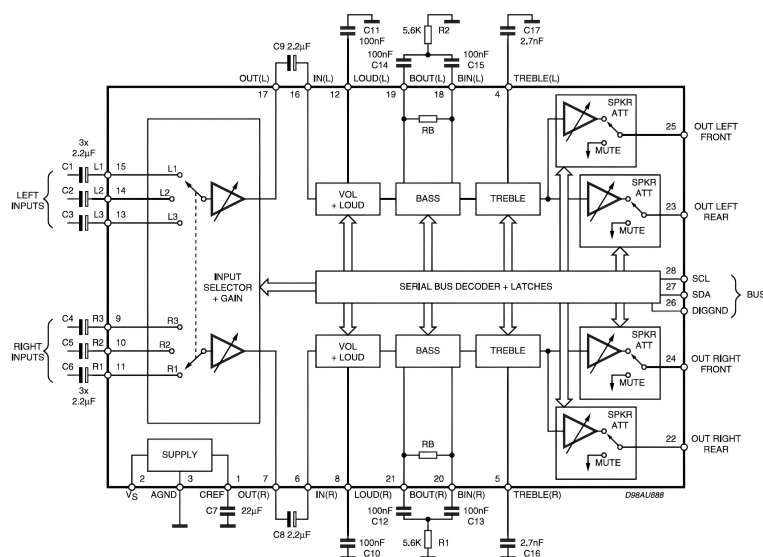 C11
100nF
5.6K
R2
C17
2.7nF
C9 2.2μF
100nF
C14
100nF
C15
OUT(L)
IN(L)
LOUD(L)
BOUT(L)
BIN(L)
TREBLE(L)
17
16
12
19
18
4
3x
2.2μF
C1
L1
15
L1
C2
L2
14
L2
C3
L3
13
L3
LEFT
INPUTS
RB
SPKR
ATT
MUTE
25
OUT LEFT
FRONT
VOL
+ LOUD
BASS
TREBLE
SPKR
ATT
MUTE
23
OUT LEFT
REAR
INPUT
SELECTOR
+ GAIN
SERIAL BUS DECODER + LATCHES
28
SCL
27
SDA
26
DIGGND
BUS
RIGHT
INPUTS
C4
R3
9
R3
C5
R2
10
R2
C6
R1
11
R1
3x
2.2μF
VOL
+ LOUD
BASS
TREBLE
SPKR
ATT
MUTE
24
OUT RIGHT
FRONT
RB
SPKR
ATT
MUTE
22
OUT RIGHT
REAR
SUPPLY
2
3
1
7
6
8
21
20
5
VS
AGND
CREF
OUT(R)
IN(R)
LOUD(R)
BOUT(R)
BIN(R)
TREBLE(R)
D98AU888
C7
22μF
C8 2.2μF
100nF
C10
100nF
C12
100nF
C13
5.6K
R1
2.7nF
C16